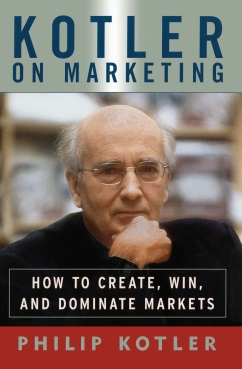 KOTLER
ON MARKETING
HOW TO CREATE, WIN,
AND DOMINATE MARKETS
PHILIP KOTLER